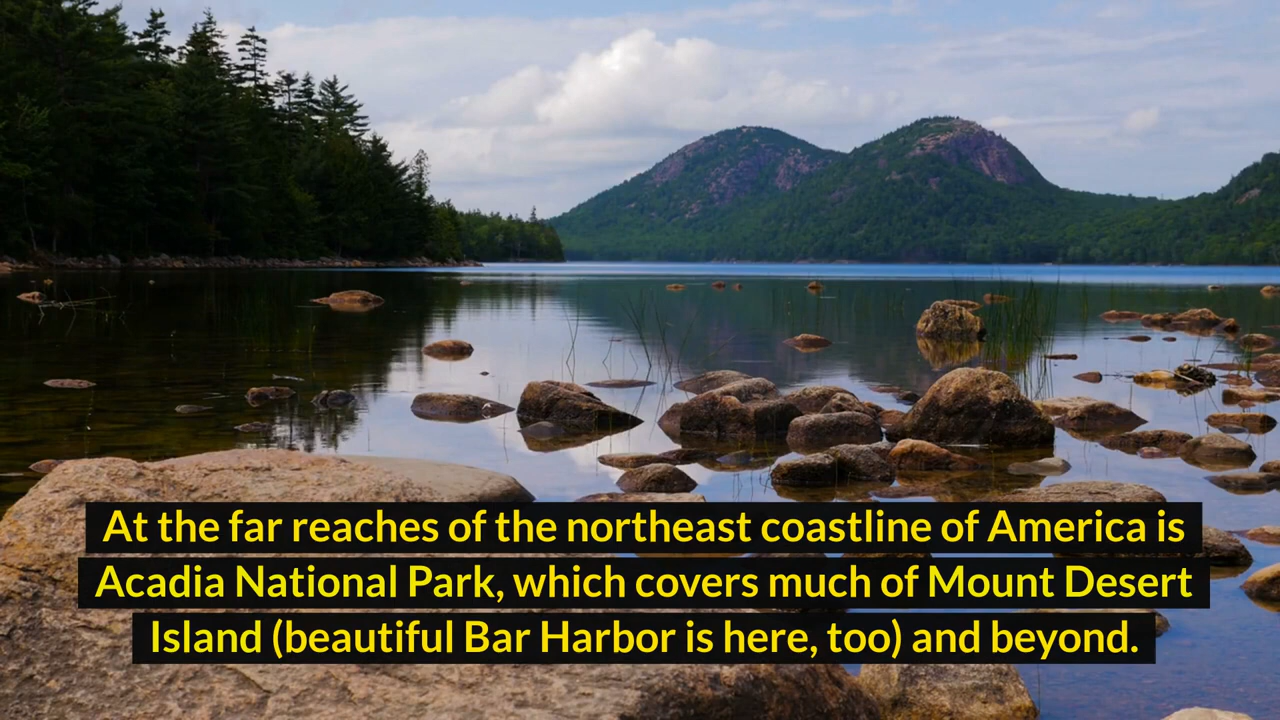 At the far reaches of the northeast coastline of America is
Acadia National Park, which covers much of Mount Desert
Island (beautiful Bar Harbor is here, too) and beyond.